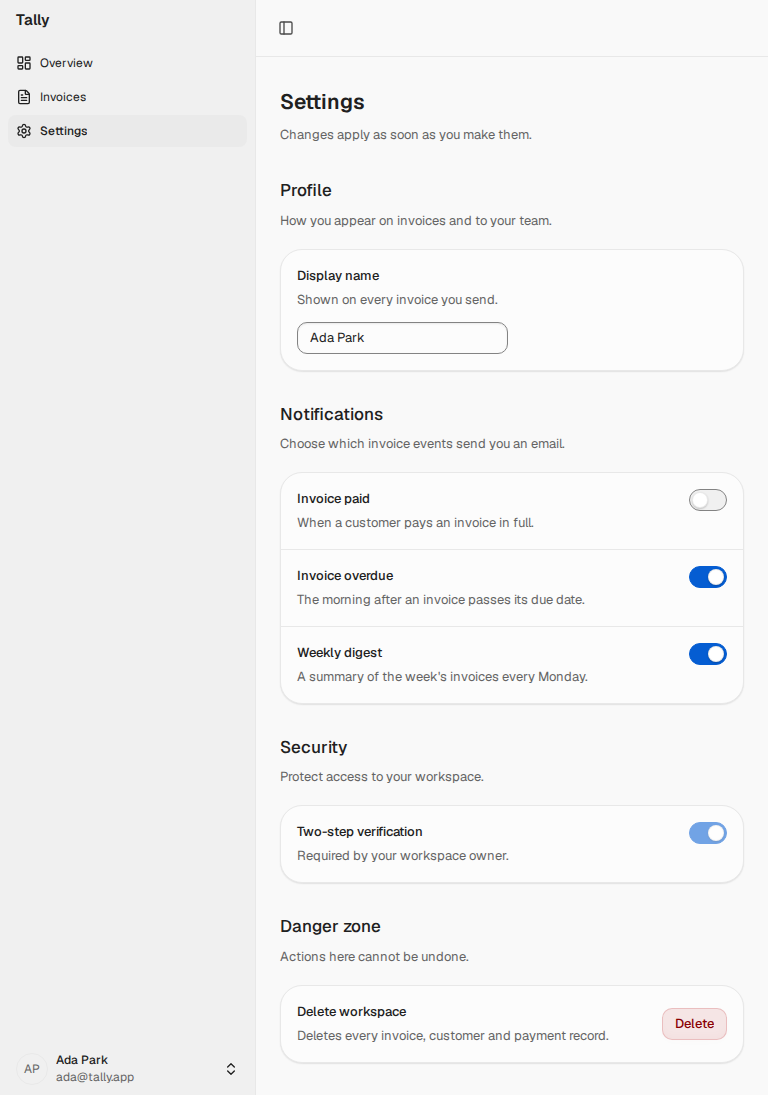 Tally
Overview
Invoices
Settings
AP
Ada Park
ada@tally.app
Settings
Changes apply as soon as you make them.
Profile
How you appear on invoices and to your team.
Display name
Shown on every invoice you send.
Ada Park
Notifications
Choose which invoice events send you an email.
Invoice paid
When a customer pays an invoice in full.
Invoice overdue
The morning after an invoice passes its due date.
Weekly digest
A summary of the week's invoices every Monday.
Security
Protect access to your workspace.
Two-step verification
Required by your workspace owner.
Danger zone
Actions here cannot be undone.
Delete workspace
Deletes every invoice, customer and payment record.
Delete